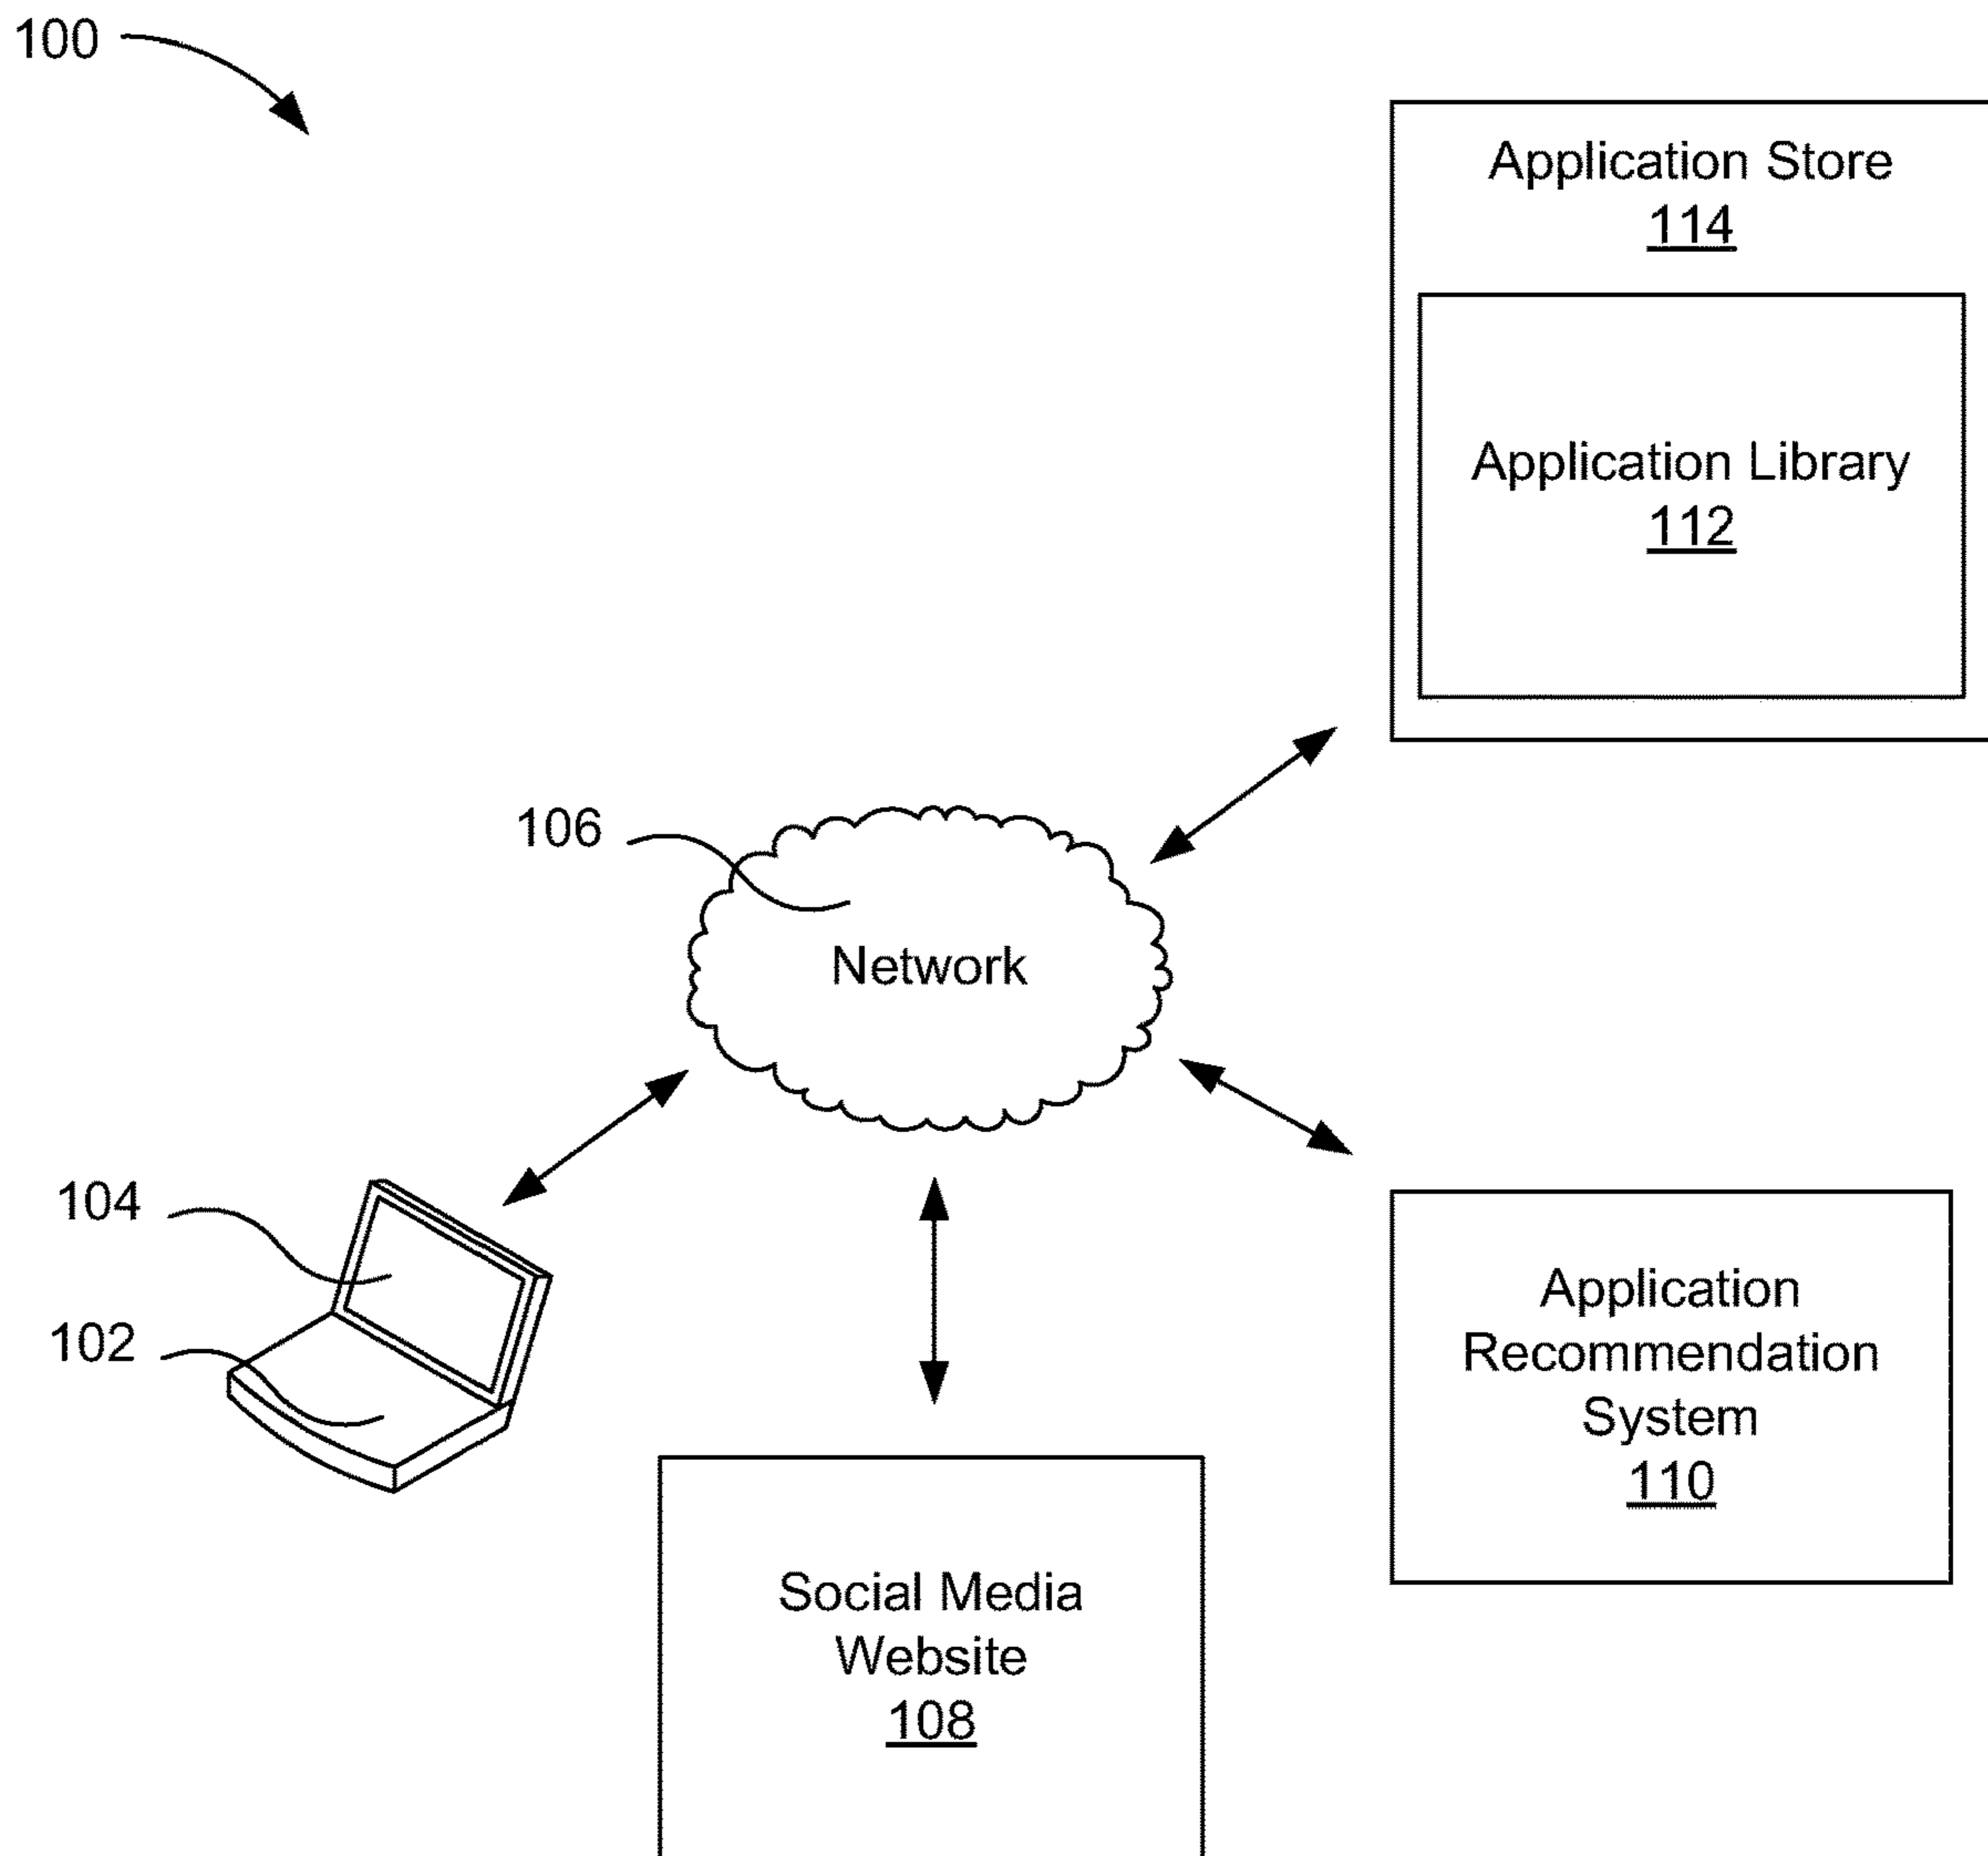 100
Application Store
114
Application Library
112
106
Network
104
102
Application
Recommendation
System
110
Social Media
Website
108